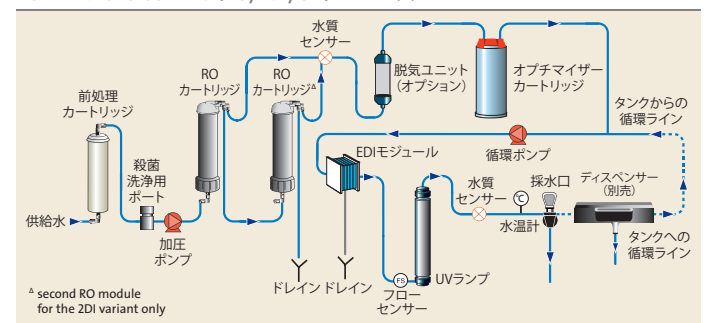 水質
センサー
RO
カートリッジ
RO
カートリッジΔ
脱気ユニット
(オプション)
オプチマイザー
カートリッジ
前処理
カートリッジ
タンクからの
循環ライン
EDIモジュール
循環ポンプ
殺菌
洗浄用
ポート
水質
センサー
採水口
ディスペンサー
(別売)
℃
供給水
水温計
加圧
ポンプ
タンクへの
循環ライン
ドレイン
ドレイン
FS
UVランプ
フロー
センサー
Δ second RO module
for the 2DI variant only